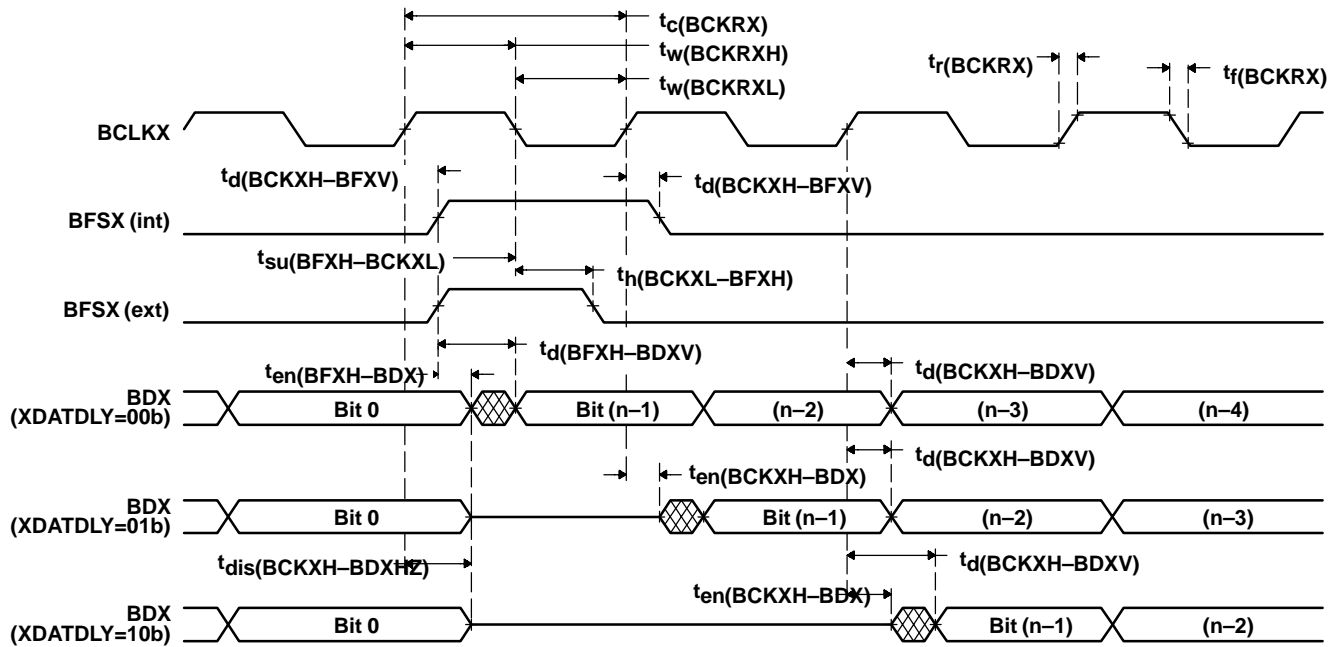 tc(BCKRX)
tw(BCKRXH)
tr(BCKRX)
tf(BCKRX)
tw(BCKRXL)
BCLKX
td(BCKXH–BFXV)
td(BCKXH–BFXV)
BFSX (int)
tsu(BFXH–BCKXL)
th(BCKXL–BFXH)
BFSX (ext)
td(BFXH–BDXV)
ten(BFXH–BDX)
td(BCKXH–BDXV)
BDX
(XDATDLY=00b)
Bit 0
Bit (n–1)
(n–2)
(n–3)
(n–4)
td(BCKXH–BDXV)
ten(BCKXH–BDX)
BDX
(XDATDLY=01b)
Bit 0
Bit (n–1)
(n–2)
(n–3)
tdis(BCKXH–BDXHZ)
td(BCKXH–BDXV)
ten(BCKXH–BDX)
BDX
(XDATDLY=10b)
Bit 0
Bit (n–1)
(n–2)